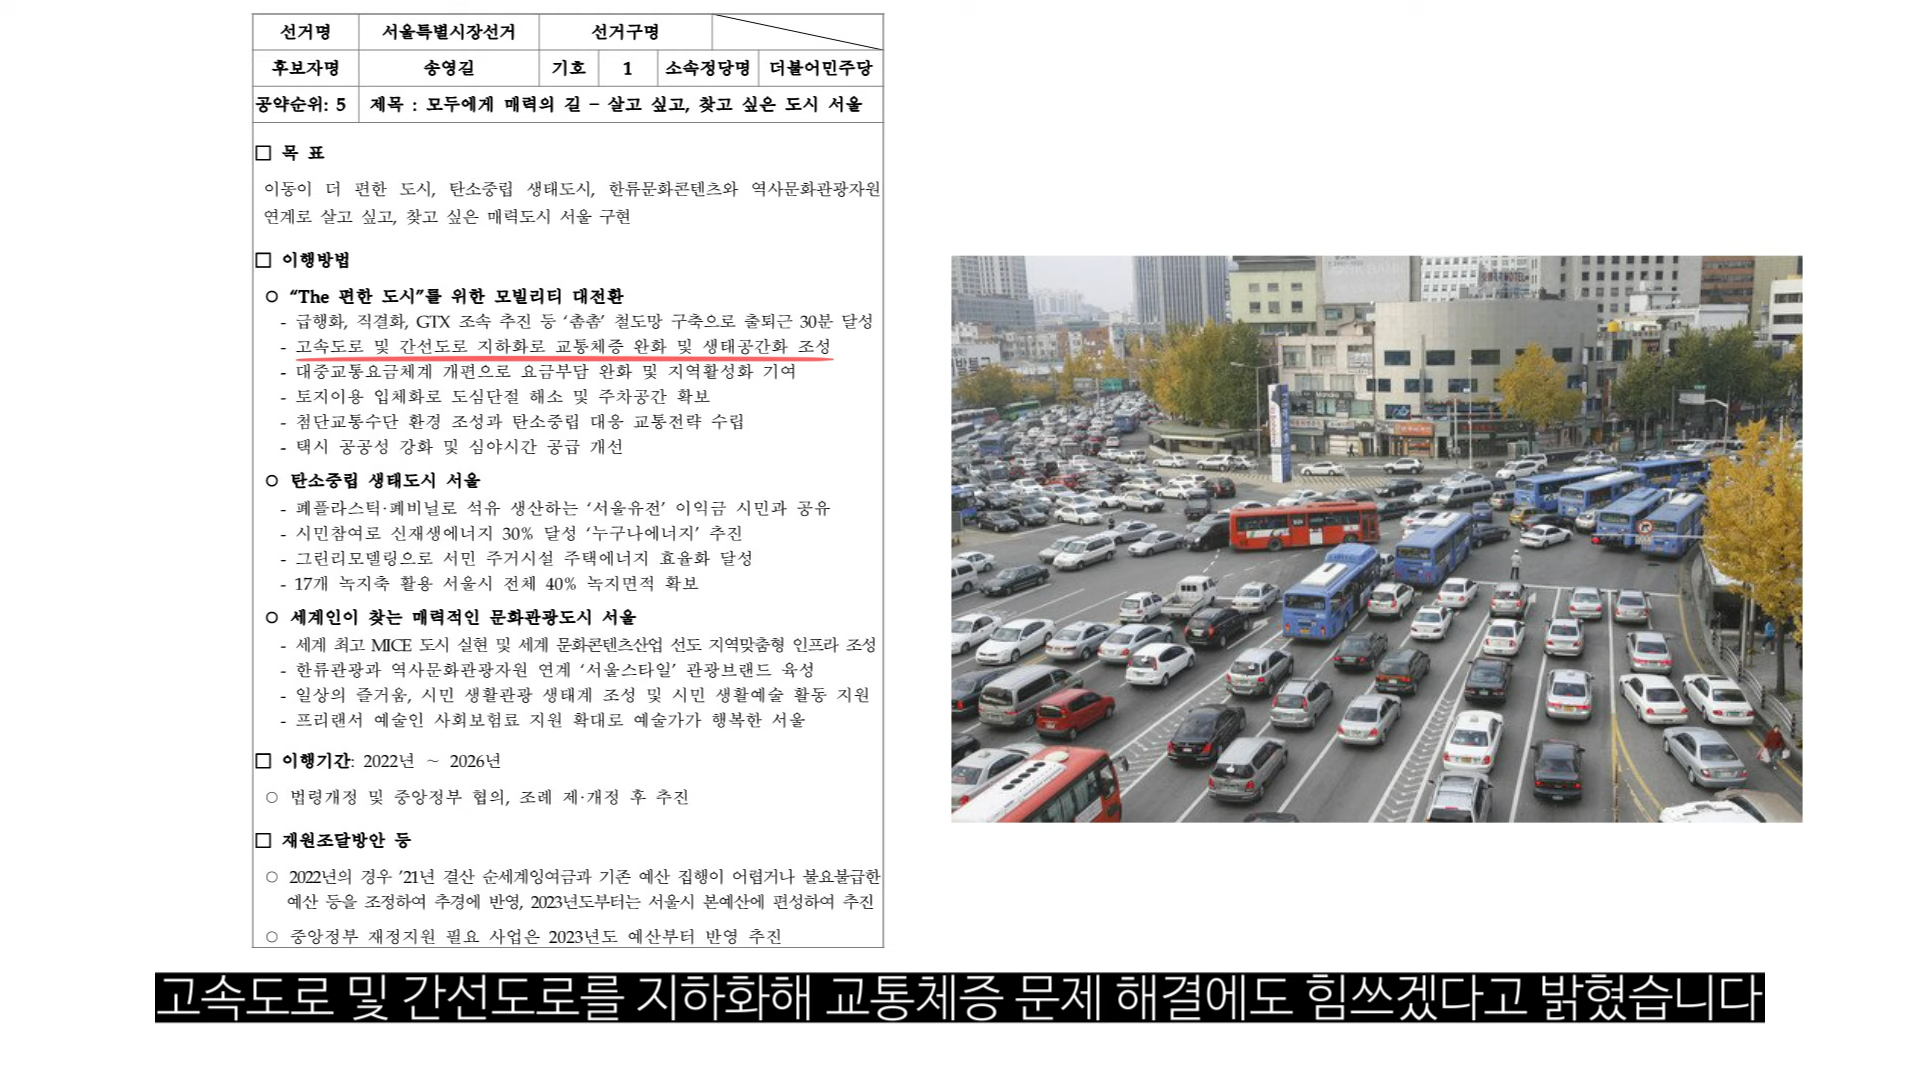 선거명 서울특별시장선거 선거구명
후보자명 송영길 기호 1 소속정당명 더불어민주당
공약순위: 5 제목 : 모두에게 매력의 길 - 살고 싶고, 찾고 싶은 도시 서울
□ 목 표
이동이 더 편한 도시, 탄소중립 생태도시, 한류문화콘텐츠와 역사문화관광자원
연계로 살고 싶고, 찾고 싶은 매력도시 서울 구현
□ 이행방법
○ “The 편한 도시”를 위한 모빌리티 대전환
- 급행화, 직결화, GTX 조속 추진 등 ‘촘촘’ 철도망 구축으로 출퇴근 30분 달성
- 고속도로 및 간선도로 지하화로 교통체증 완화 및 생태공간화 조성
- 대중교통요금체계 개편으로 요금부담 완화 및 지역활성화 기여
- 토지이용 입체화로 도심단절 해소 및 주차공간 확보
- 첨단교통수단 환경 조성과 탄소중립 대응 교통전략 수립
- 택시 공공성 강화 및 심야시간 공급 개선
○ 탄소중립 생태도시 서울
- 폐플라스틱·폐비닐로 석유 생산하는 ‘서울유전’ 이익금 시민과 공유
- 시민참여로 신재생에너지 30% 달성 ‘누구나에너지’ 추진
- 그린리모델링으로 서민 주거시설 주택에너지 효율화 달성
- 17개 녹지축 활용 서울시 전체 40% 녹지면적 확보
○ 세계인이 찾는 매력적인 문화관광도시 서울
- 세계 최고 MICE 도시 실현 및 세계 문화콘텐츠산업 선도 지역맞춤형 인프라 조성
- 한류관광과 역사문화관광자원 연계 ‘서울스타일’ 관광브랜드 육성
- 일상의 즐거움, 시민 생활관광 생태계 조성 및 시민 생활예술 활동 지원
- 프리랜서 예술인 사회보험료 지원 확대로 예술가가 행복한 서울
□ 이행기간: 2022년 ~ 2026년
○ 법령개정 및 중앙정부 협의, 조례 제·개정 후 추진
□ 재원조달방안 등
○ 2022년의 경우 ’21년 결산 순세계잉여금과 기존 예산 집행이 어렵거나 불요불급한
예산 등을 조정하여 추경에 반영, 2023년도부터는 서울시 본예산에 편성하여 추진
○ 중앙정부 재정지원 필요 사업은 2023년도 예산부터 반영 추진
고속도로 및 간선도로를 지하화해 교통체증 문제 해결에도 힘쓰겠다고 밝혔습니다